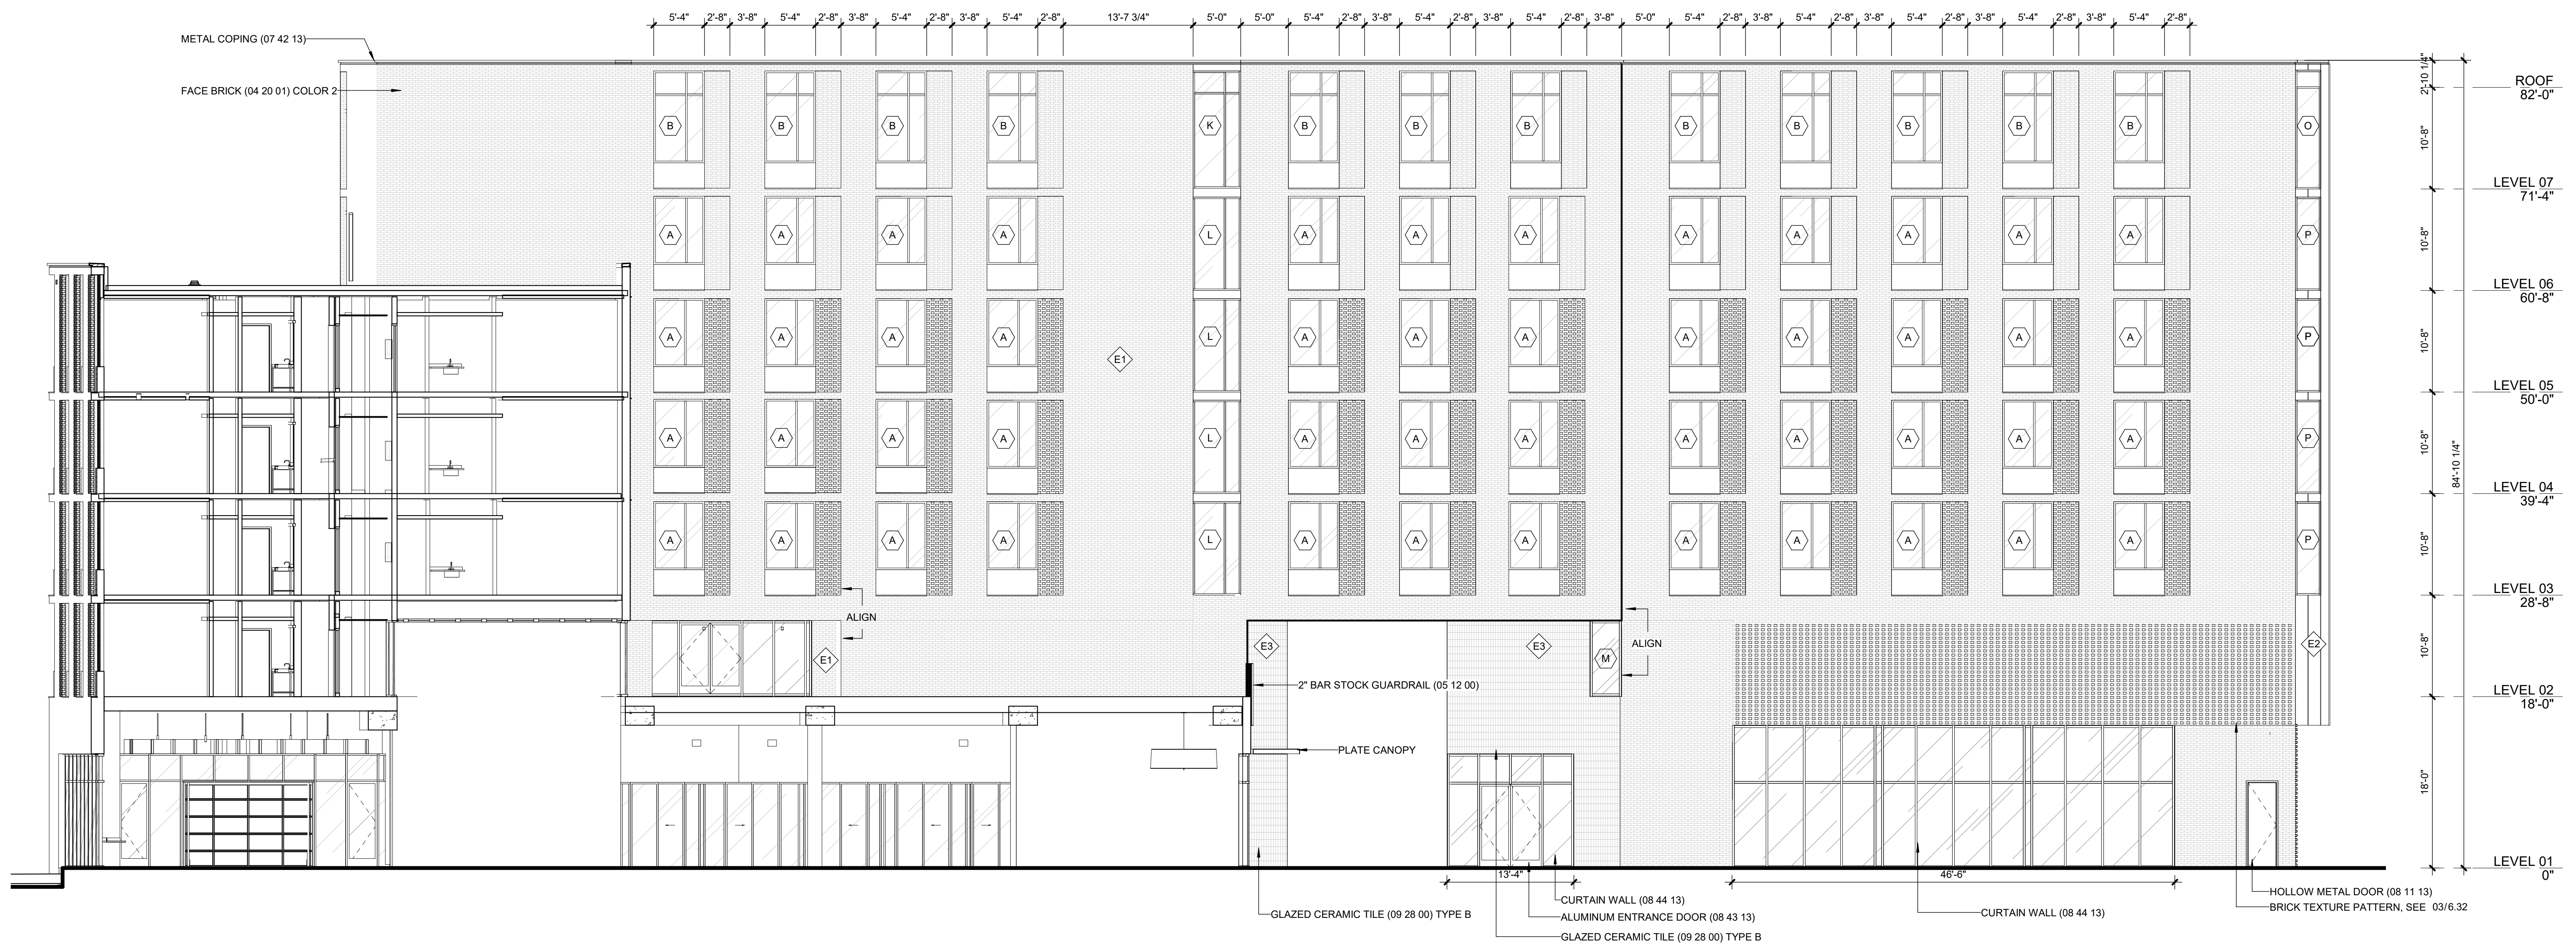 5'-4" 2'-8" 3'-8" 5'-4" 2'-8" 3'-8" 5'-4" 2'-8" 3'-8" 5'-4" 2'-8" 13'-7 3/4" 5'-0" 5'-0" 5'-4" 2'-8" 3'-8" 5'-4" 2'-8" 3'-8" 5'-4" 2'-8" 3'-8" 5'-0" 5'-4" 2'-8" 3'-8" 5'-4" 2'-8" 3'-8" 5'-4" 2'-8" 3'-8" 5'-4" 2'-8" 3'-8" 5'-4" 2'-8"
METAL COPING (07 42 13)
2'-10 1/4"
ROOF
82'-0"
FACE BRICK (04 20 01) COLOR 2
B B B B K B B B B B B B B O
10'-8"
LEVEL 07
71'-4"
A A A A L A A A A A A A A P
10'-8"
LEVEL 06
60'-8"
A A A A L A A A A A A A A P
10'-8"
E1
LEVEL 05
50'-0"
A A A A L A A A A A A A A P
10'-8"
84'-10 1/4"
LEVEL 04
39'-4"
A A A A L A A A A A A A A P
10'-8"
LEVEL 03
28'-8"
ALIGN
ALIGN
E1
E3
E3
M
E2
10'-8"
2" BAR STOCK GUARDRAIL (05 12 00)
LEVEL 02
18'-0"
PLATE CANOPY
18'-0"
LEVEL 01
0"
13'-4"
46'-6"
HOLLOW METAL DOOR (08 11 13)
CURTAIN WALL (08 44 13)
BRICK TEXTURE PATTERN, SEE 03/6.32
GLAZED CERAMIC TILE (09 28 00) TYPE B
CURTAIN WALL (08 44 13)
ALUMINUM ENTRANCE DOOR (08 43 13)
GLAZED CERAMIC TILE (09 28 00) TYPE B